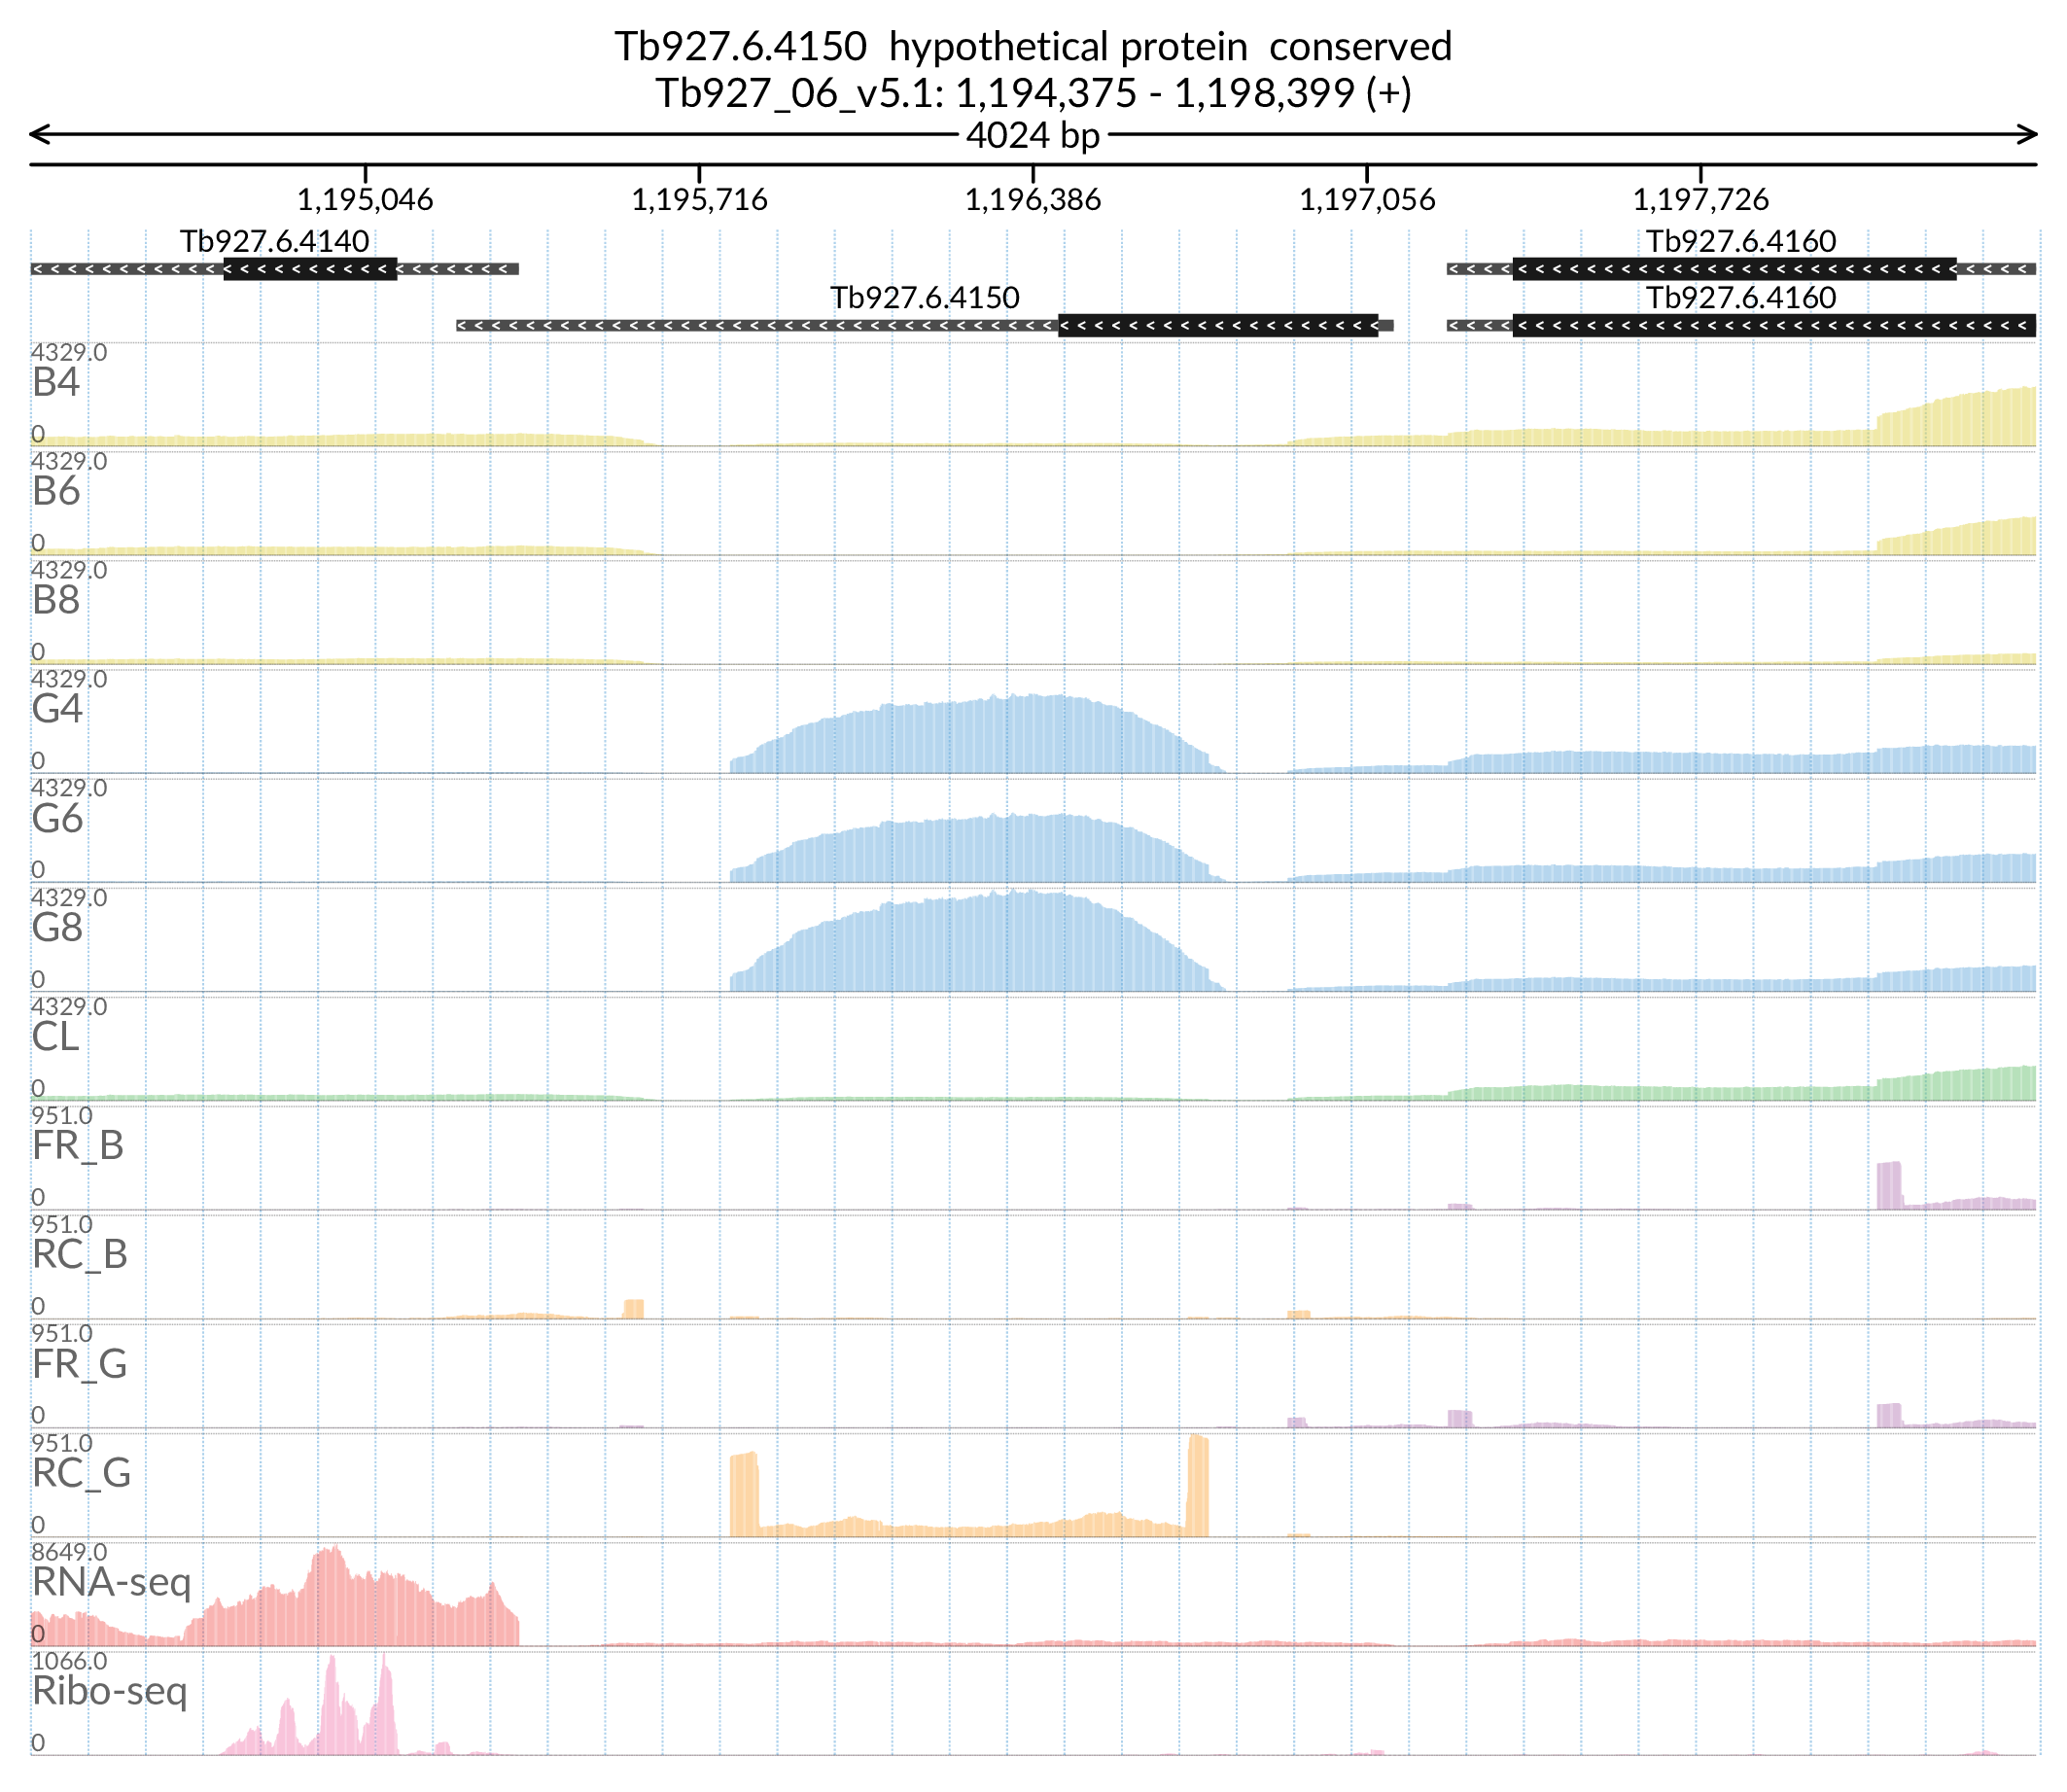 Tb927.6.4150 hypothetical protein conserved
Tb927_06_v5.1: 1,194,375 - 1,198,399 (+)
4024 bp
1,195,046 1,195,716 1,196,386 1,197,056 1,197,726
Tb927.6.4140 Tb927.6.4160
Tb927.6.4150 Tb927.6.4160
4329.0
B4
0
4329.0
B6
0
4329.0
B8
0
4329.0
G4
0
4329.0
G6
0
4329.0
G8
0
4329.0
CL
0
951.0
FR_B
0
951.0
RC_B
0
951.0
FR_G
0
951.0
RC_G
0
8649.0
RNA-seq
0
1066.0
Ribo-seq
0